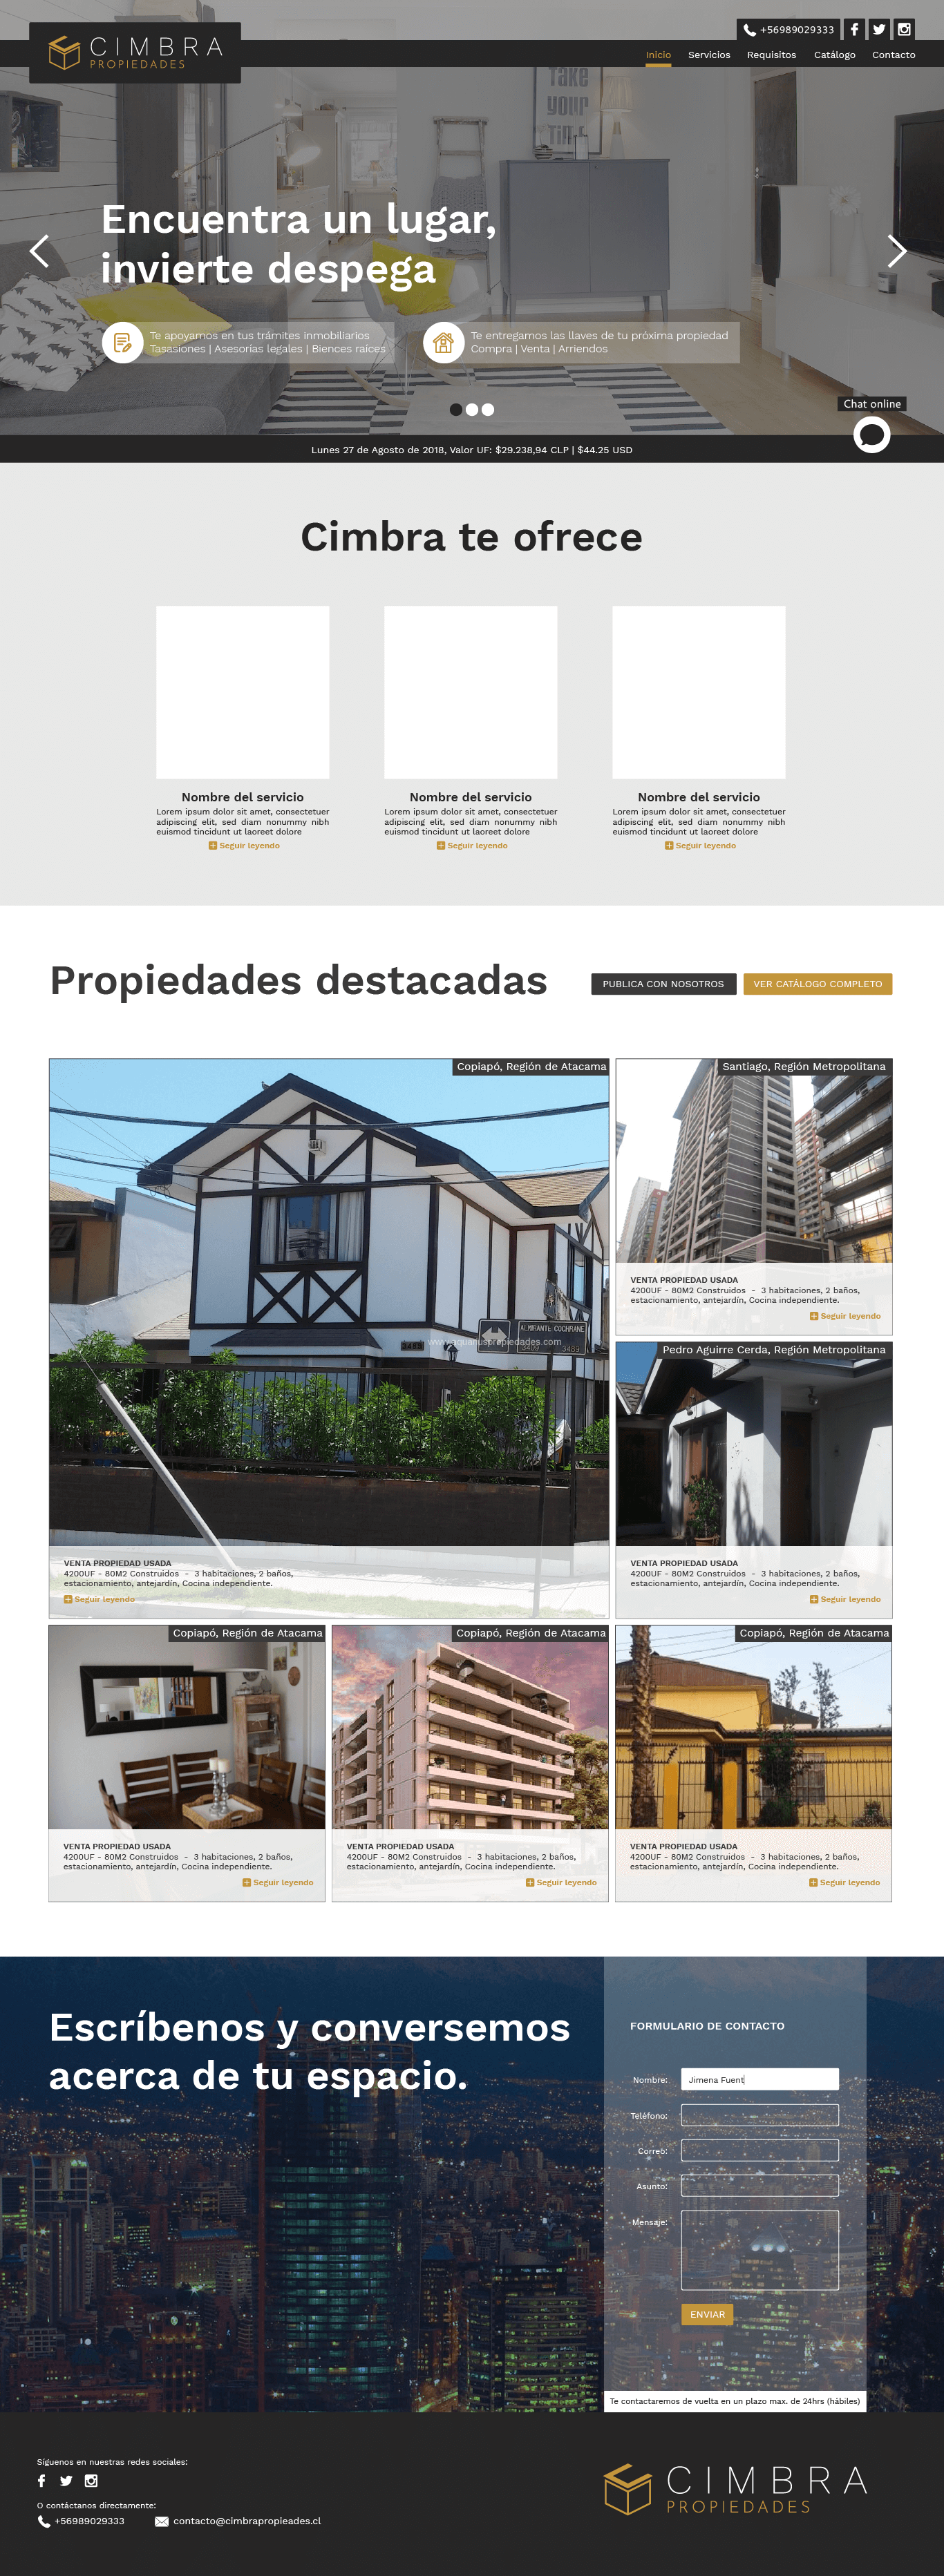 CIMBRA
PROPIEDADES
+56989029333
Inicio
Servicios
Requisitos
Catálogo
Contacto
Take
your
Encuentra un lugar,
invierte despega
Te apoyamos en tus trámites inmobiliarios
Tasasiones | Asesorías legales | Biences raíces
Te entregamos las llaves de tu próxima propiedad
Compra | Venta | Arriendos
Chat online
Lunes 27 de Agosto de 2018, Valor UF: $29.238,94 CLP | $44.25 USD
Cimbra te ofrece
Nombre del servicio
Lorem ipsum dolor sit amet, consectetuer
adipiscing elit, sed diam nonummy nibh
euismod tincidunt ut laoreet dolore
Seguir leyendo
Nombre del servicio
Lorem ipsum dolor sit amet, consectetuer
adipiscing elit, sed diam nonummy nibh
euismod tincidunt ut laoreet dolore
Seguir leyendo
Nombre del servicio
Lorem ipsum dolor sit amet, consectetuer
adipiscing elit, sed diam nonummy nibh
euismod tincidunt ut laoreet dolore
Seguir leyendo
Propiedades destacadas
PUBLICA CON NOSOTROS
VER CATÁLOGO COMPLETO
Copiapó, Región de Atacama
ALMIRANTE COCHRANE
3409 3489
VENTA PROPIEDAD USADA
4200UF - 80M2 Construidos - 3 habitaciones, 2 baños,
estacionamiento, antejardín, Cocina independiente.
Seguir leyendo
Santiago, Región Metropolitana
VENTA PROPIEDAD USADA
4200UF - 80M2 Construidos - 3 habitaciones, 2 baños,
estacionamiento, antejardín, Cocina independiente.
Seguir leyendo
Pedro Aguirre Cerda, Región Metropolitana
VENTA PROPIEDAD USADA
4200UF - 80M2 Construidos - 3 habitaciones, 2 baños,
estacionamiento, antejardín, Cocina independiente.
Seguir leyendo
Copiapó, Región de Atacama
VENTA PROPIEDAD USADA
4200UF - 80M2 Construidos - 3 habitaciones, 2 baños,
estacionamiento, antejardín, Cocina independiente.
Seguir leyendo
Copiapó, Región de Atacama
VENTA PROPIEDAD USADA
4200UF - 80M2 Construidos - 3 habitaciones, 2 baños,
estacionamiento, antejardín, Cocina independiente.
Seguir leyendo
Copiapó, Región de Atacama
VENTA PROPIEDAD USADA
4200UF - 80M2 Construidos - 3 habitaciones, 2 baños,
estacionamiento, antejardín, Cocina independiente.
Seguir leyendo
Escríbenos y conversemos
acerca de tu espacio.
FORMULARIO DE CONTACTO
Nombre:
Jimena Fuent
Teléfono:
Correo:
Asunto:
Mensaje:
ENVIAR
Te contactaremos de vuelta en un plazo max. de 24hrs (hábiles)
Síguenos en nuestras redes sociales:
O contáctanos directamente:
+56989029333
contacto@cimbrapropieades.cl
CIMBRA
PROPIEDADES